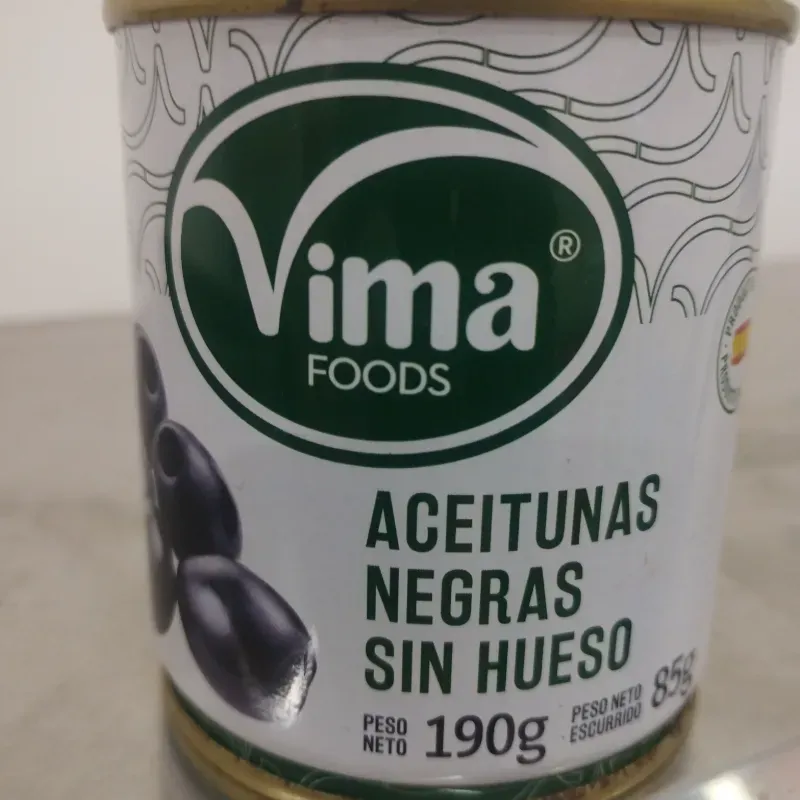 Vima®
FOODS
ACEITUNAS
NEGRAS
SIN HUESO
PESO
NETO
190g
PESO NETO
ESCURRIDO
85g